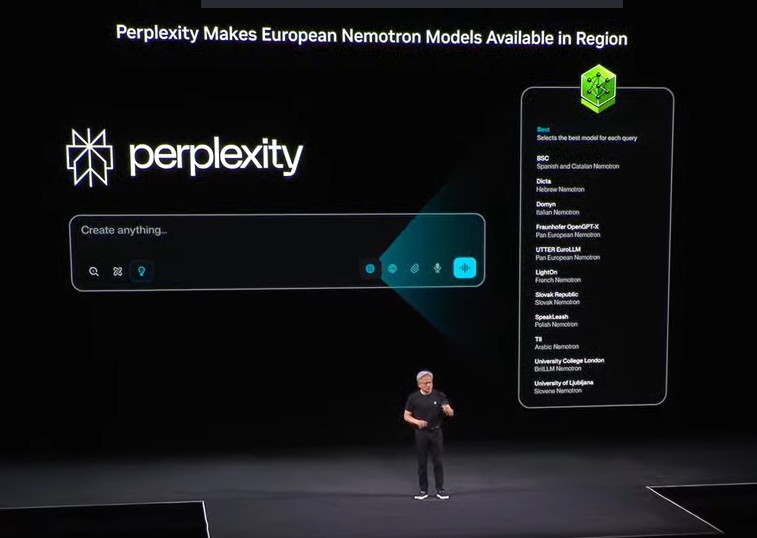 Perplexity Makes European Nemotron Models Available in Region
perplexity
Create anything...
Best
Selects the best model for each query
BSC
Spanish and Catalan Nemotron
Dicta
Hebrew Nemotron
Domyn
Italian Nemotron
Fraunhofer OpenGPT-X
Pan European Nemotron
UTTER EuroLLM
Pan European Nemotron
LightOn
French Nemotron
Slovak Republic
Slovak Nemotron
SpeakLeash
Polish Nemotron
TII
Arabic Nemotron
University College London
BritLLM Nemotron
University of Ljubljana
Slovene Nemotron